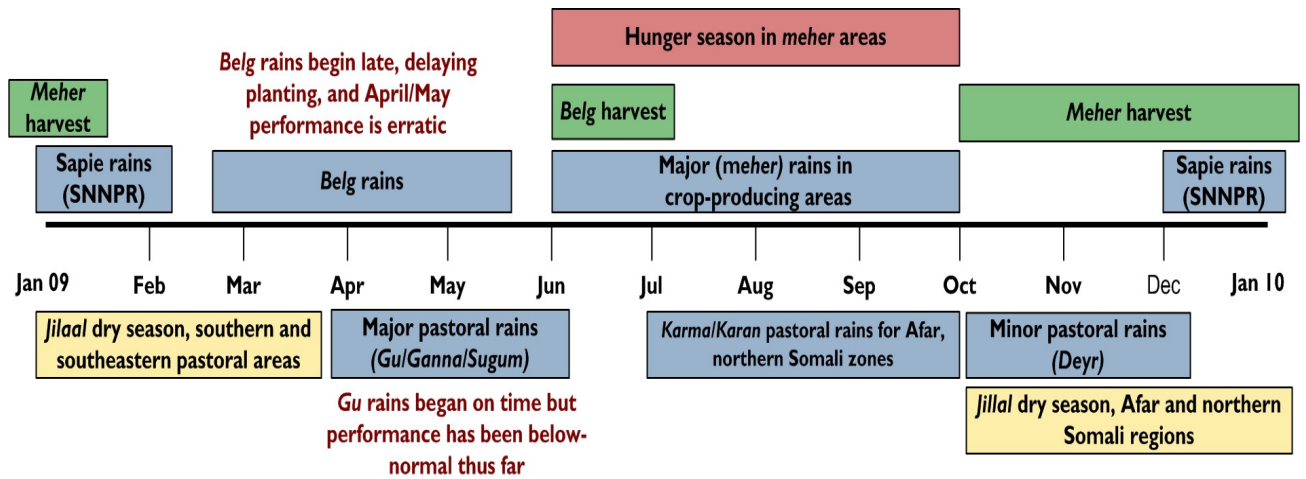 Hunger season in meher areas
Belg rains begin late, delaying
planting, and April/May
performance is erratic
Meher
harvest
Belg harvest
Meher harvest
Sapie rains
(SNNPR)
Belg rains
Major (meher) rains in
crop-producing areas
Sapie rains
(SNNPR)
Jan 09 Feb Mar Apr May Jun Jul Aug Sep Oct Nov Dec Jan 10
Jilaal dry season, southern and
southeastern pastoral areas
Major pastoral rains
(Gu/Ganna/Sugum)
Karma/Karan pastoral rains for Afar,
northern Somali zones
Minor pastoral rains
(Deyr)
Gu rains began on time but
performance has been below-
normal thus far
Jillal dry season, Afar and northern
Somali regions